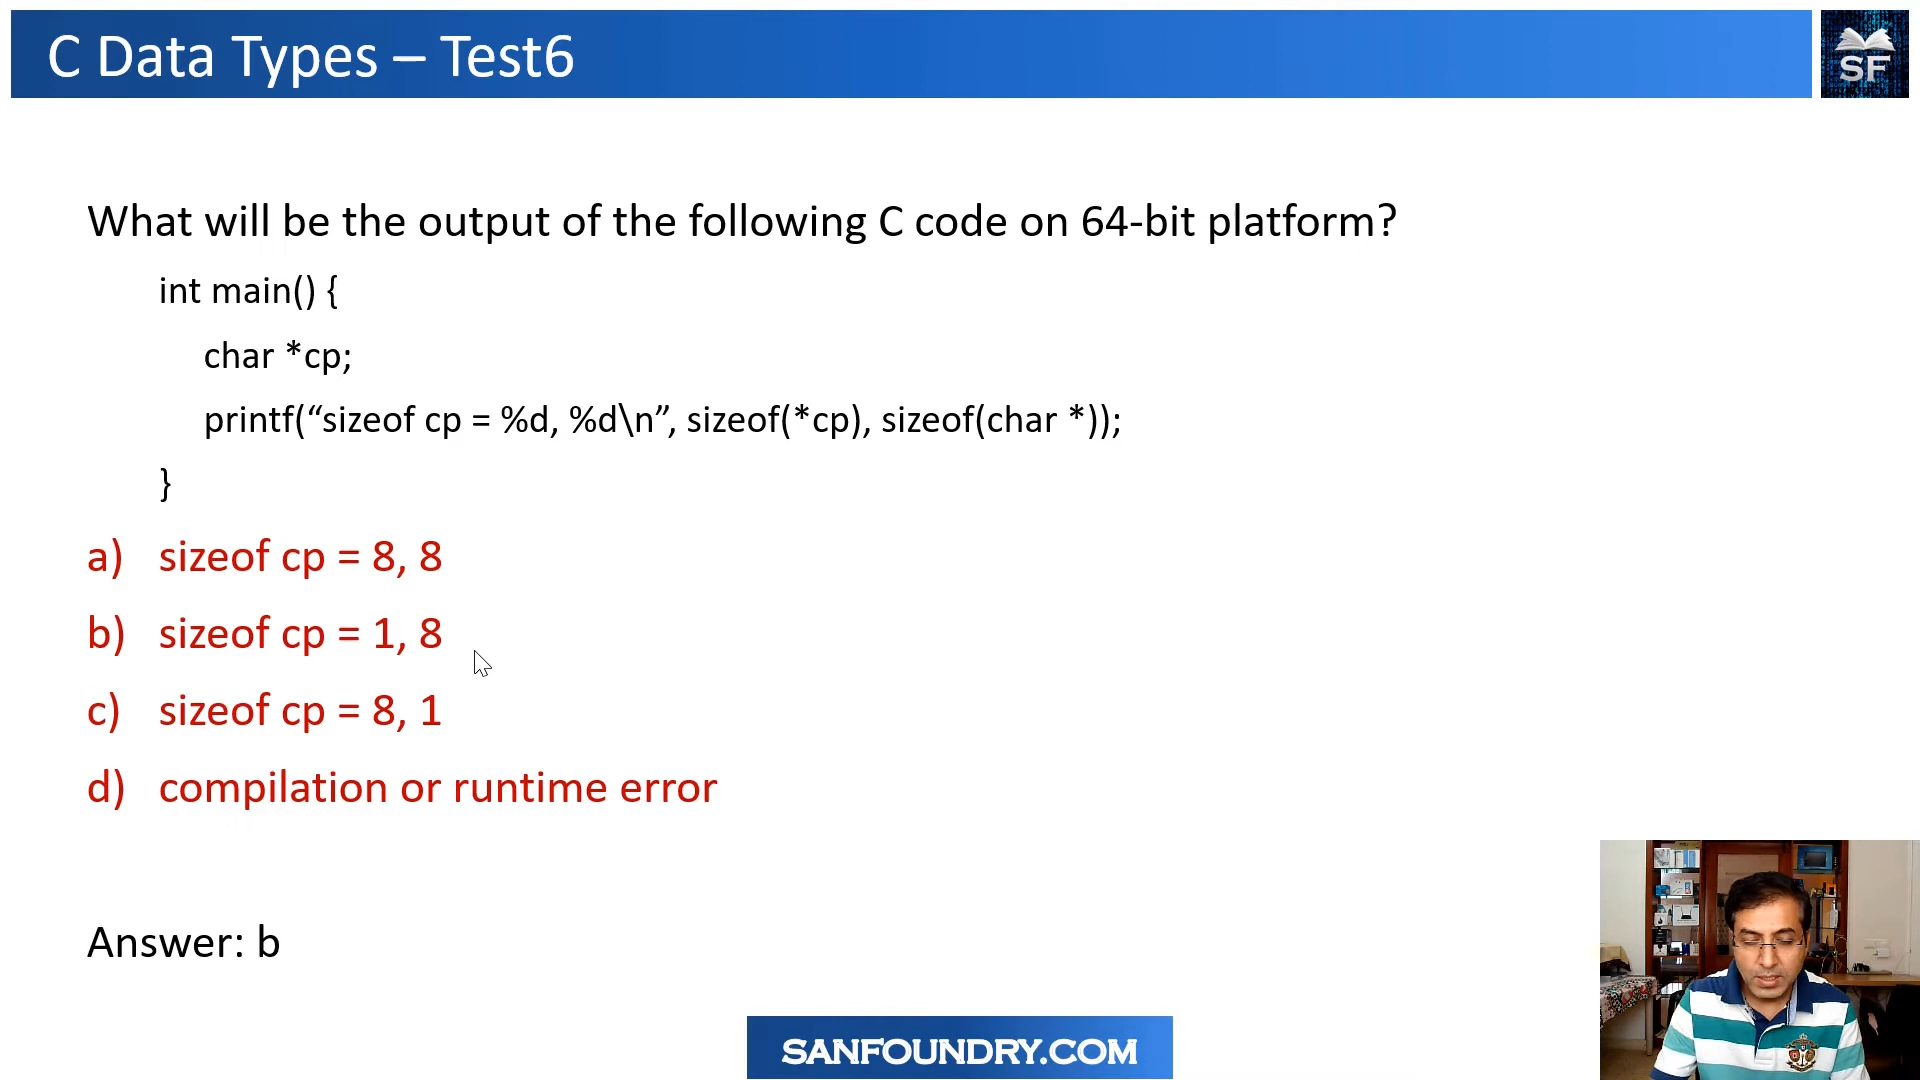 C Data Types – Test6
SF
What will be the output of the following C code on 64-bit platform?
int main() {
char *cp;
printf(“sizeof cp = %d, %d\n”, sizeof(*cp), sizeof(char *));
}
a) sizeof cp = 8, 8
b) sizeof cp = 1, 8
c) sizeof cp = 8, 1
d) compilation or runtime error
Answer: b
SANFOUNDRY.COM